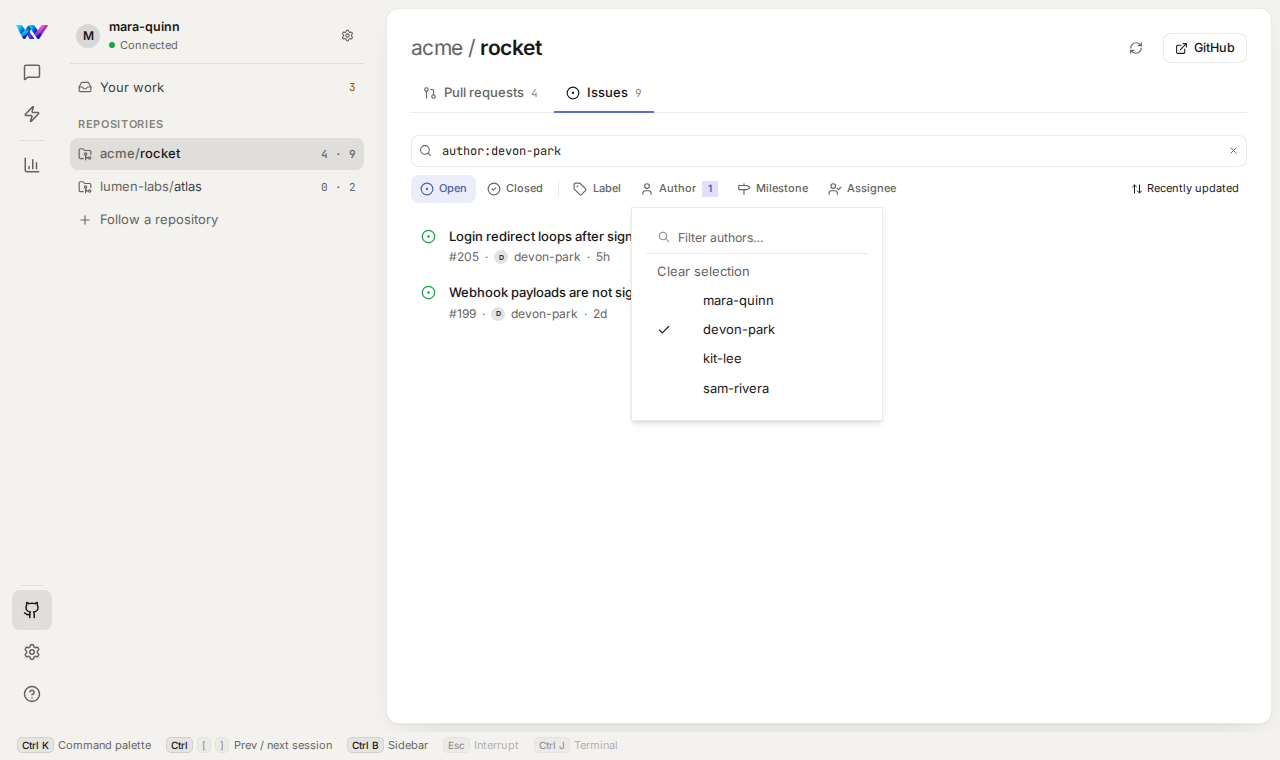 M
mara-quinn
Connected
Your work 3
REPOSITORIES
acme/rocket 4 · 9
lumen-labs/atlas 0 · 2
Follow a repository
acme / rocket
GitHub
Pull requests 4
Issues 9
author:devon-park
Open
Closed
Label
Author 1
Milestone
Assignee
Recently updated
Login redirect loops after sign
#205 · D devon-park · 5h
Webhook payloads are not sig
#199 · D devon-park · 2d
Filter authors...
Clear selection
mara-quinn
devon-park
kit-lee
sam-rivera
Ctrl K Command palette
Ctrl [ ] Prev / next session
Ctrl B Sidebar
Esc Interrupt
Ctrl J Terminal